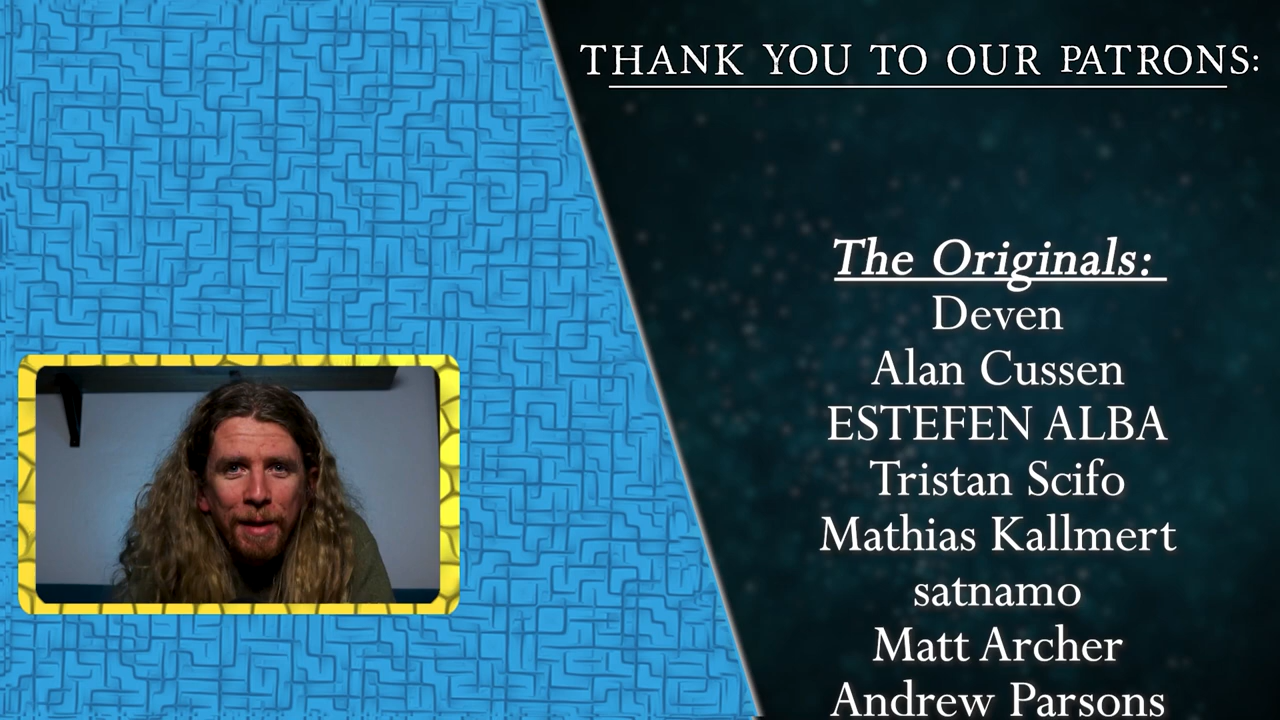 THANK YOU TO OUR PATRONS:
The Originals:
Deven
Alan Cussen
ESTEFEN ALBA
Tristan Scifo
Mathias Kallmert
satnamo
Matt Archer
Andrew Parsons